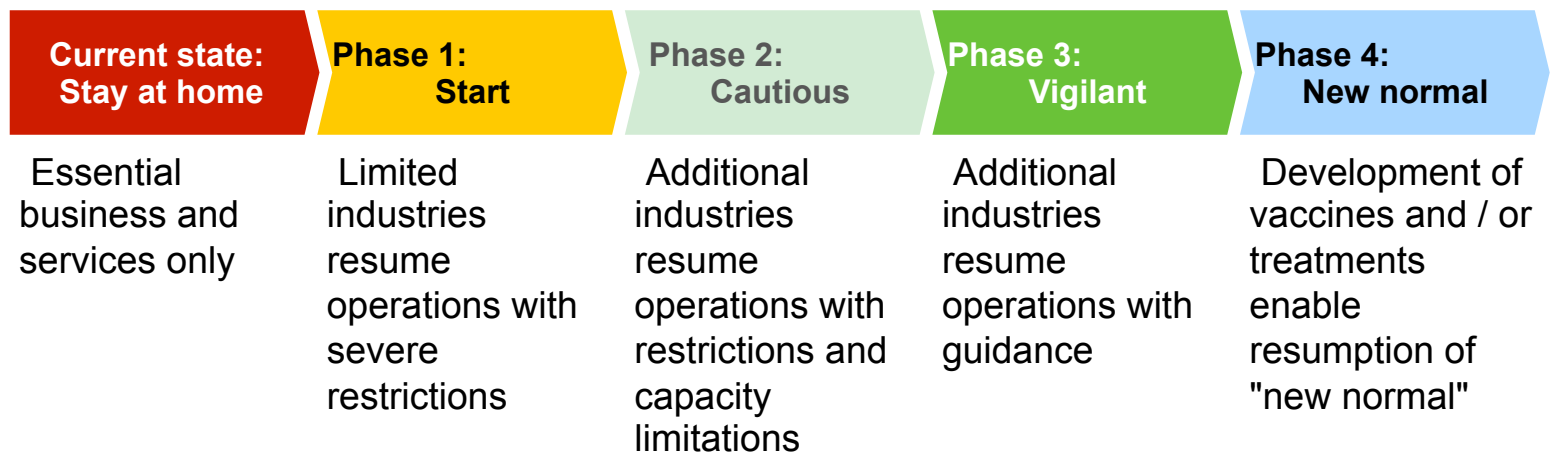 Current state:
Stay at home
Phase 1:
Start
Phase 2:
Cautious
Phase 3:
Vigilant
Phase 4:
New normal
Essential
business and
services only
Limited
industries
resume
operations with
severe
restrictions
Additional
industries
resume
operations with
restrictions and
capacity
limitations
Additional
industries
resume
operations with
guidance
Development of
vaccines and / or
treatments
enable
resumption of
"new normal"